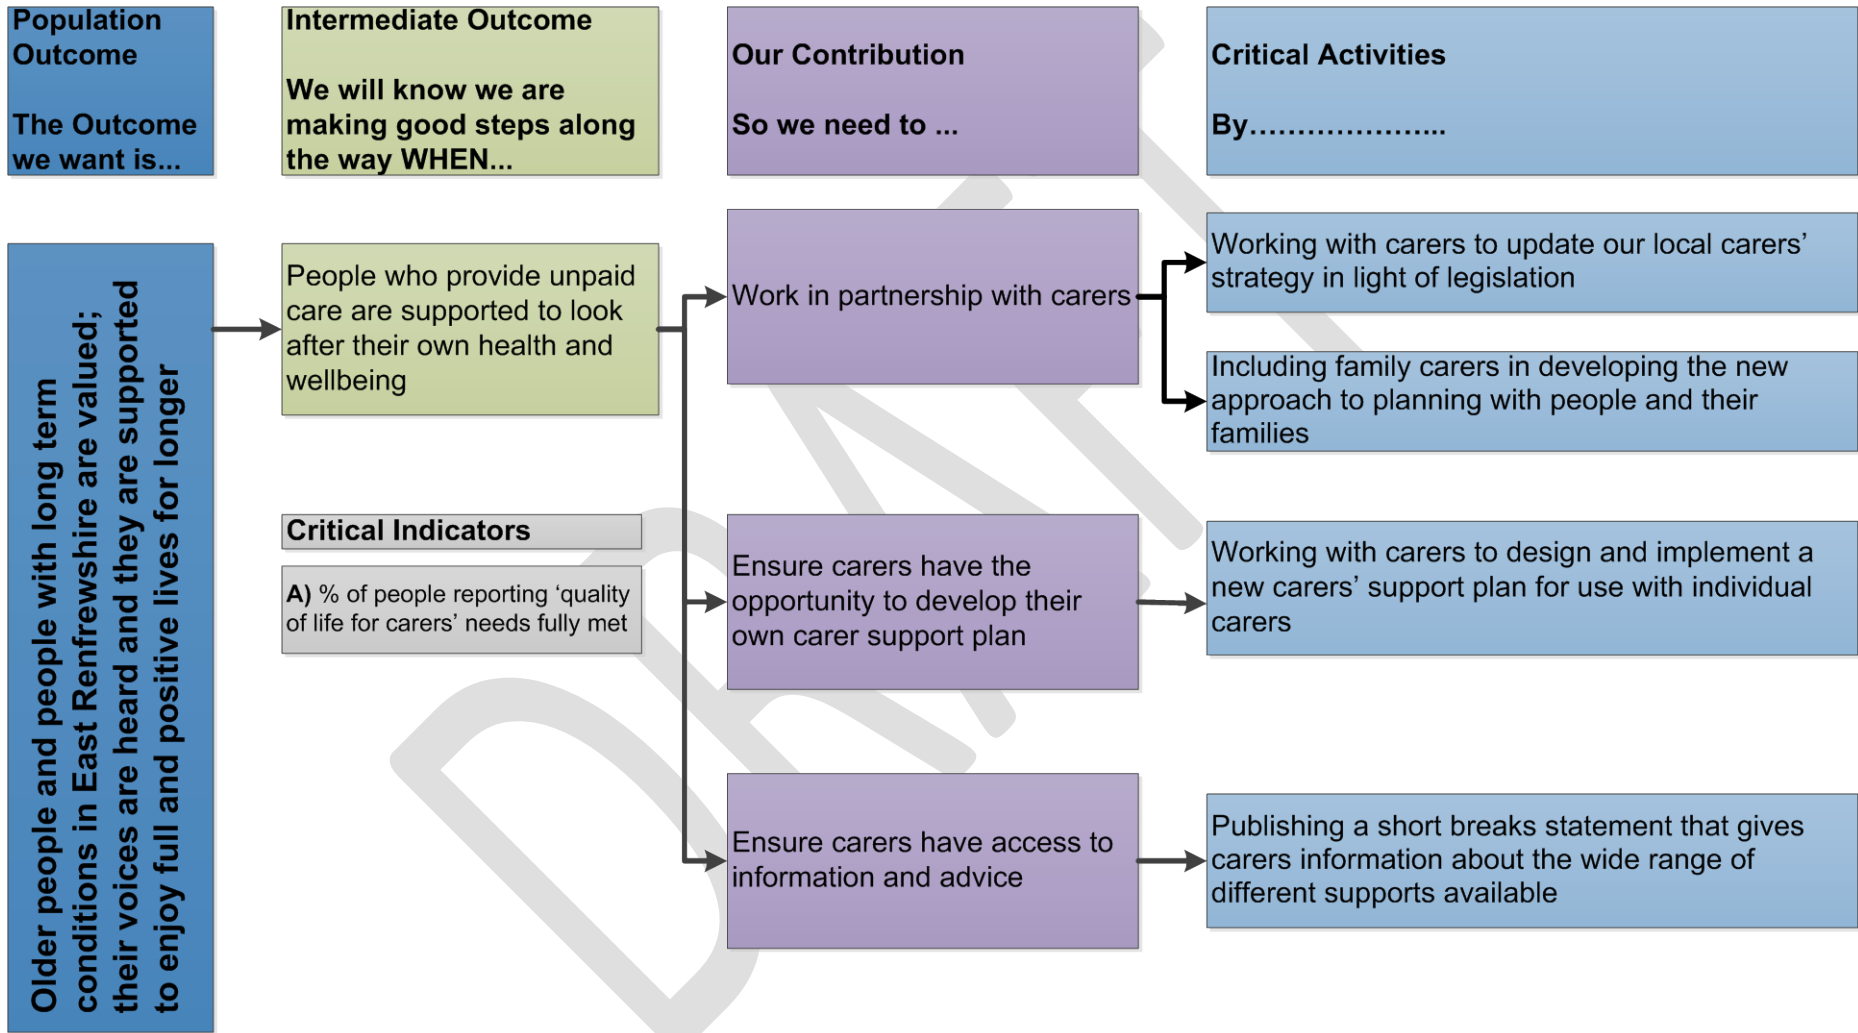 Population
Outcome
The Outcome
we want is...
Intermediate Outcome
We will know we are
making good steps along
the way WHEN...
Our Contribution
So we need to ...
Critical Activities
By…………………...
Older people and people with long term
conditions in East Renfrewshire are valued;
their voices are heard and they are supported
to enjoy full and positive lives for longer
People who provide unpaid
care are supported to look
after their own health and
wellbeing
Critical Indicators
A) % of people reporting ‘quality
of life for carers’ needs fully met
Work in partnership with carers
Ensure carers have the
opportunity to develop their
own carer support plan
Ensure carers have access to
information and advice
Working with carers to update our local carers’
strategy in light of legislation
Including family carers in developing the new
approach to planning with people and their
families
Working with carers to design and implement a
new carers’ support plan for use with individual
carers
Publishing a short breaks statement that gives
carers information about the wide range of
different supports available
DRAFT